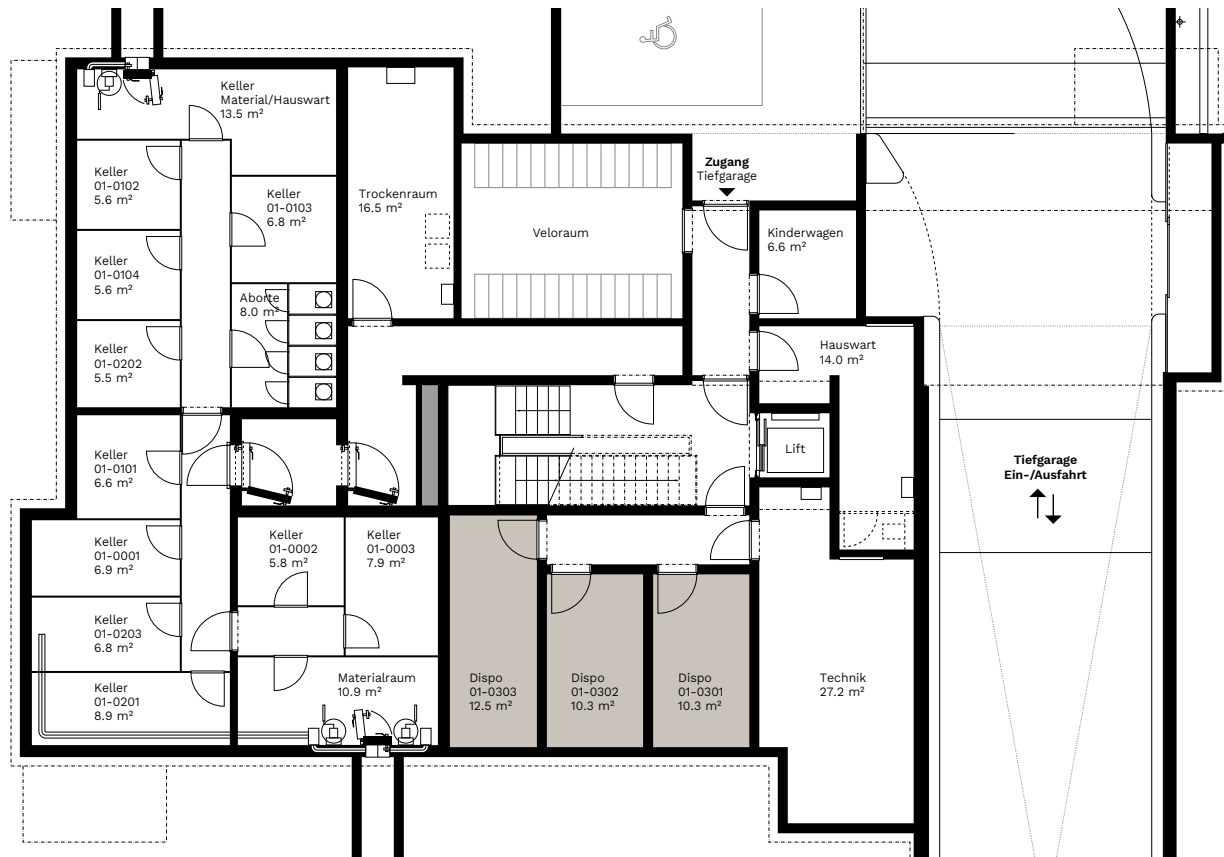 Keller
Material/Hauswart
13.5 m²
Keller
01-0102
5.6 m²
Keller
01-0103
6.8 m²
Trockenraum
16.5 m²
Veloraum
Zugang
Tiefgarage
Kinderwagen
6.6 m²
Keller
01-0104
5.6 m²
Aborte
8.0 m²
Keller
01-0202
5.5 m²
Hauswart
14.0 m²
Lift
Tiefgarage
Ein-/Ausfahrt
Keller
01-0101
6.6 m²
Keller
01-0001
6.9 m²
Keller
01-0002
5.8 m²
Keller
01-0003
7.9 m²
Keller
01-0203
6.8 m²
Keller
01-0201
8.9 m²
Materialraum
10.9 m²
Dispo
01-0303
12.5 m²
Dispo
01-0302
10.3 m²
Dispo
01-0301
10.3 m²
Technik
27.2 m²